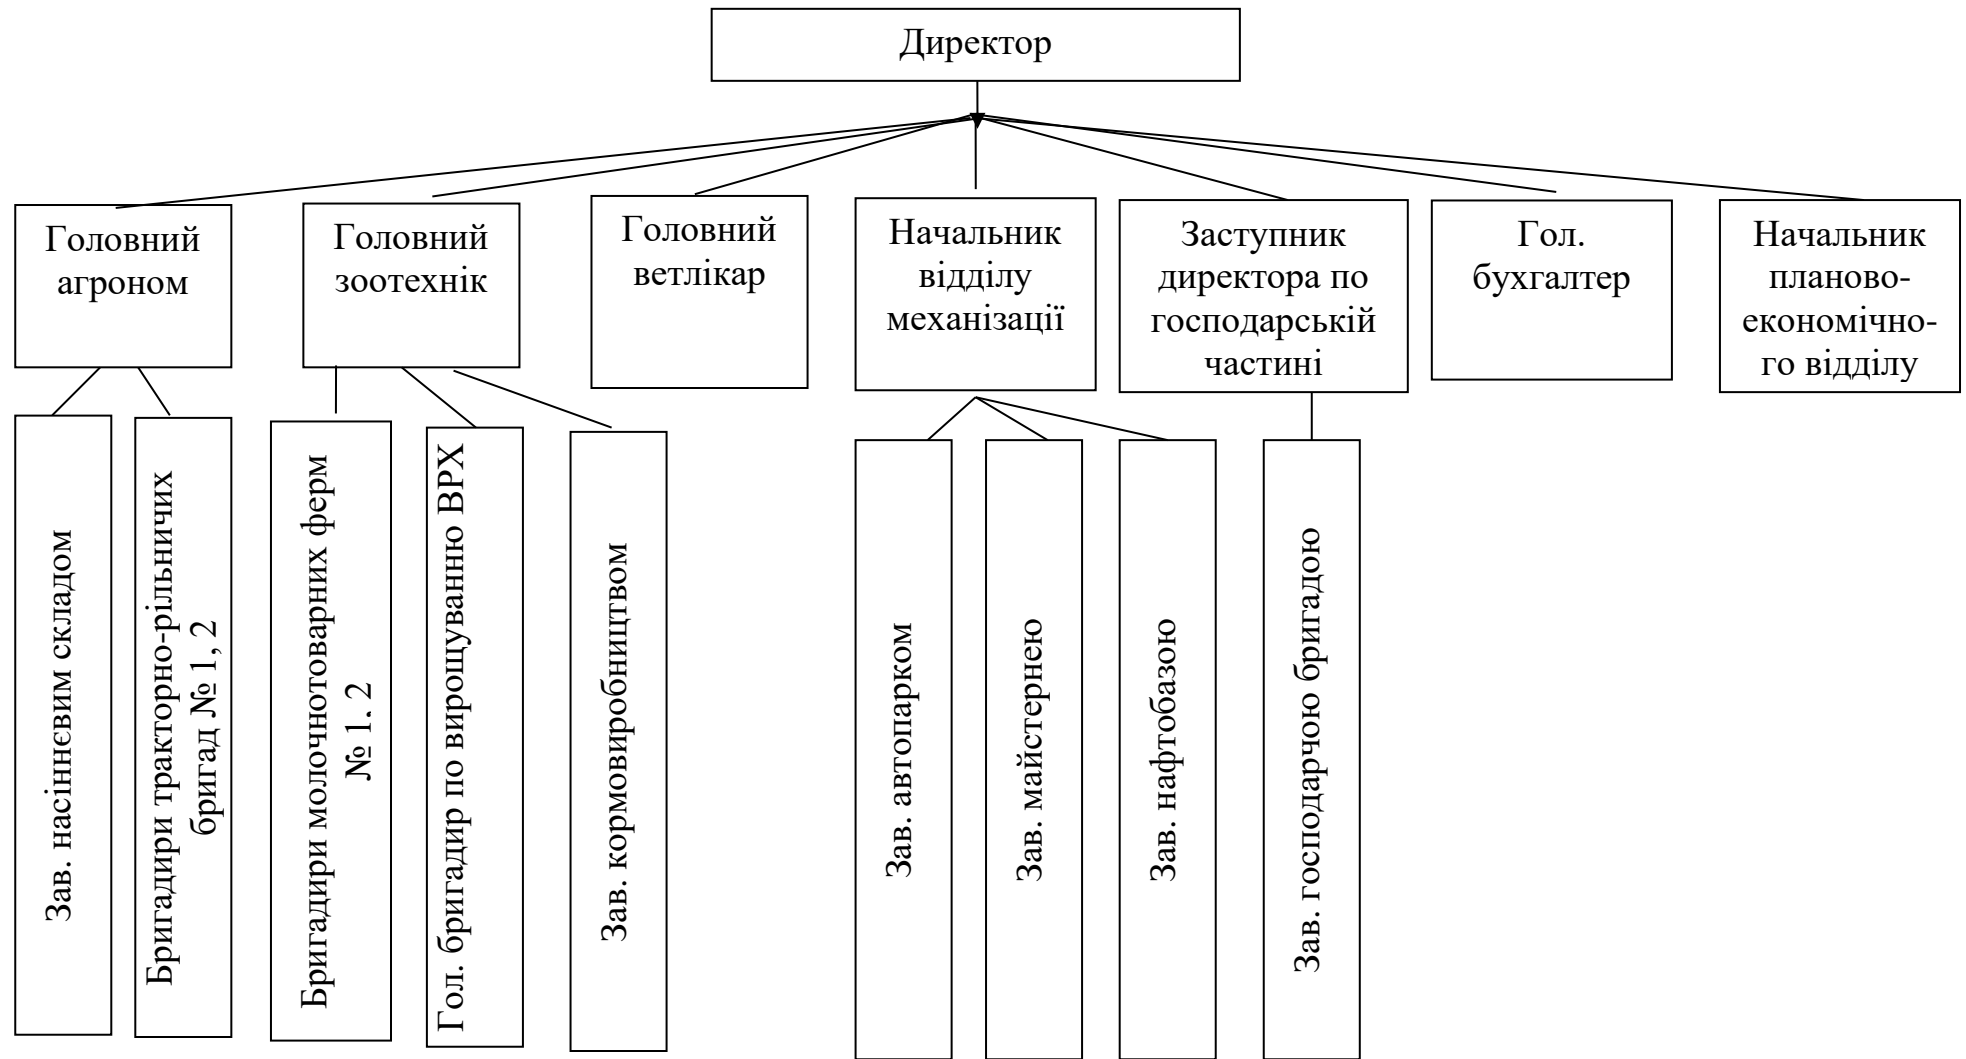 Директор
Головний
агроном
Головний
зоотехнік
Головний
ветлікар
Начальник
відділу
механізації
Заступник
директора по
господарській
частині
Гол.
бухгалтер
Начальник
планово-
економічно-
го відділу
Зав. насіннєвим складом
Бригадири тракторно-рільничих
бригад № 1, 2
Бригадири молочнотоварних ферм
№ 1. 2
Гол. бригадир по вирощуванню ВРХ
Зав. кормовиробництвом
Зав. автопарком
Зав. майстернею
Зав. нафтобазою
Зав. господарчою бригадою